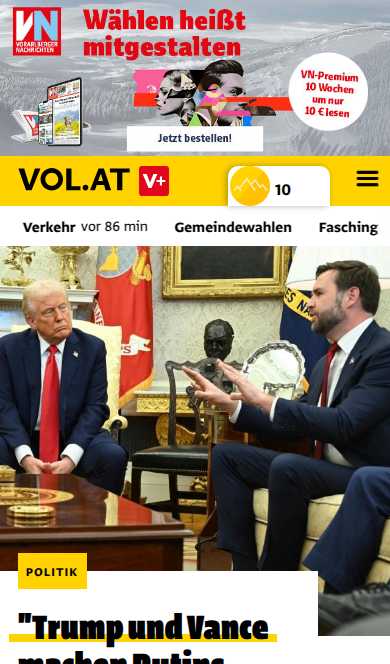 Wählen heißt
mitgestalten
VN
VORARLBERGER
NACHRICHTEN
VN-Premium
10 Wochen
um nur
10 € lesen
Jetzt bestellen!
VOL.AT V+
10
Verkehr vor 86 min Gemeindewahlen Fasching
POLITIK
"Trump und Vance
machen Putins